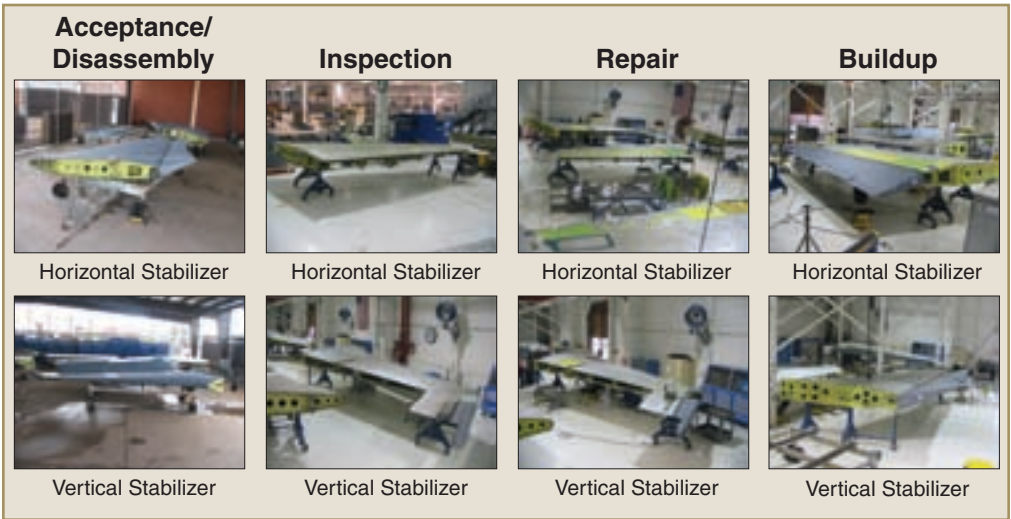 Acceptance/
Disassembly
Inspection
Repair
Buildup
Horizontal Stabilizer
Horizontal Stabilizer
Horizontal Stabilizer
Horizontal Stabilizer
Vertical Stabilizer
Vertical Stabilizer
Vertical Stabilizer
Vertical Stabilizer